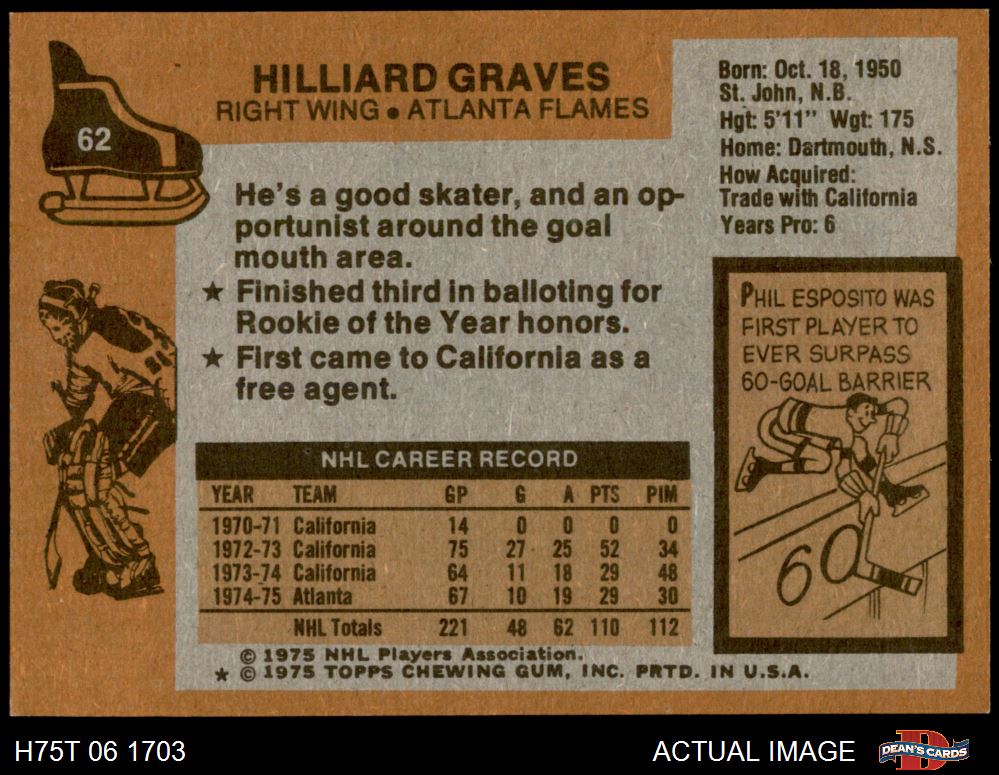 HILLIARD GRAVES
RIGHT WING • ATLANTA FLAMES
62
Born: Oct. 18, 1950
St. John, N.B.
Hgt: 5'11" Wgt: 175
Home: Dartmouth, N.S.
How Acquired:
Trade with California
Years Pro: 6
He's a good skater, and an op-
portunist around the goal
mouth area.
★ Finished third in balloting for
Rookie of the Year honors.
★ First came to California as a
free agent.
PHIL ESPOSITO WAS
FIRST PLAYER TO
EVER SURPASS
60-GOAL BARRIER
60
NHL CAREER RECORD
YEAR TEAM GP G A PTS PIM
1970-71 California 14 0 0 0 0
1972-73 California 75 27 25 52 34
1973-74 California 64 11 18 29 48
1974-75 Atlanta 67 10 19 29 30
NHL Totals 221 48 62 110 112
© 1975 NHL Players Association.
* © 1975 TOPPS CHEWING GUM, INC. PRTD. IN U.S.A.
H75T 06 1703
ACTUAL IMAGE
DEAN'S CARDS